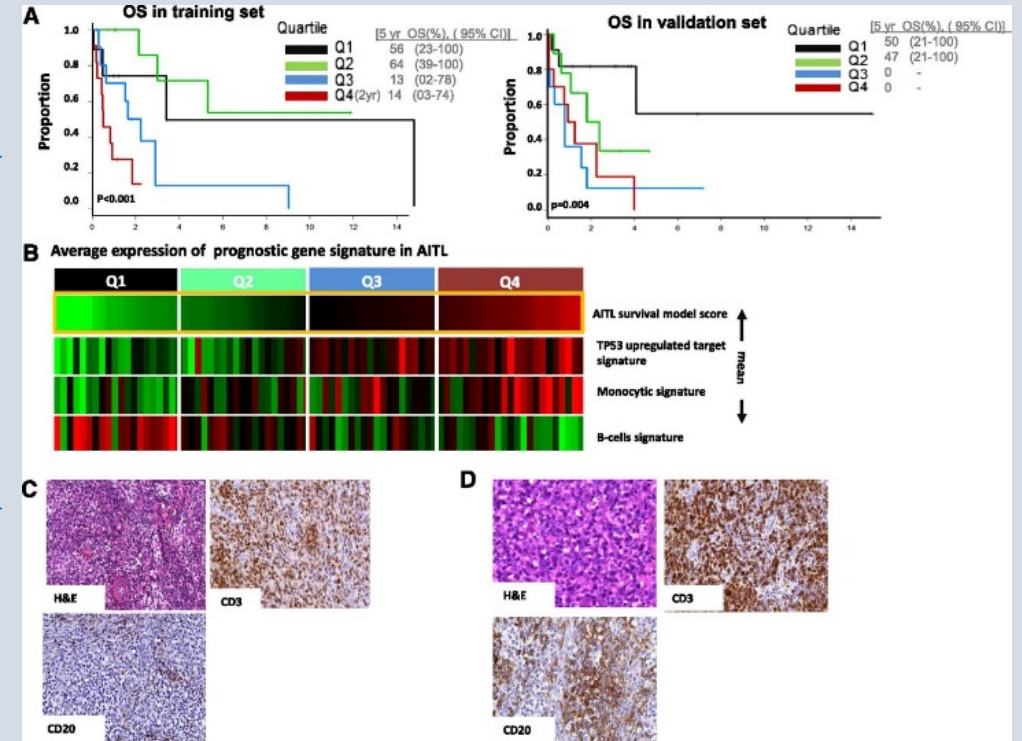 A
OS in training set
Quartile [5 yr OS(%), ( 95% CI)]
Q1 56 (23-100)
Q2 64 (39-100)
Q3 13 (02-78)
Q4 (2yr) 14 (03-74)
Proportion
1.0
0.8
0.6
0.4
0.2
0.0
P<0.001
0 2 4 6 8 10 12 14
OS in validation set
Quartile [5 yr OS(%), ( 95% CI)]
Q1 50 (21-100)
Q2 47 (21-100)
Q3 0 -
Q4 0 -
Proportion
1.0
0.8
0.6
0.4
0.2
0.0
p=0.004
0 2 4 6 8 10 12 14
B Average expression of prognostic gene signature in AITL
Q1 Q2 Q3 Q4
AITL survival model score
TP53 upregulated target
signature
Monocytic signature
B-cells signature
mean
C
H&E
CD3
CD20
D
H&E
CD3
CD20